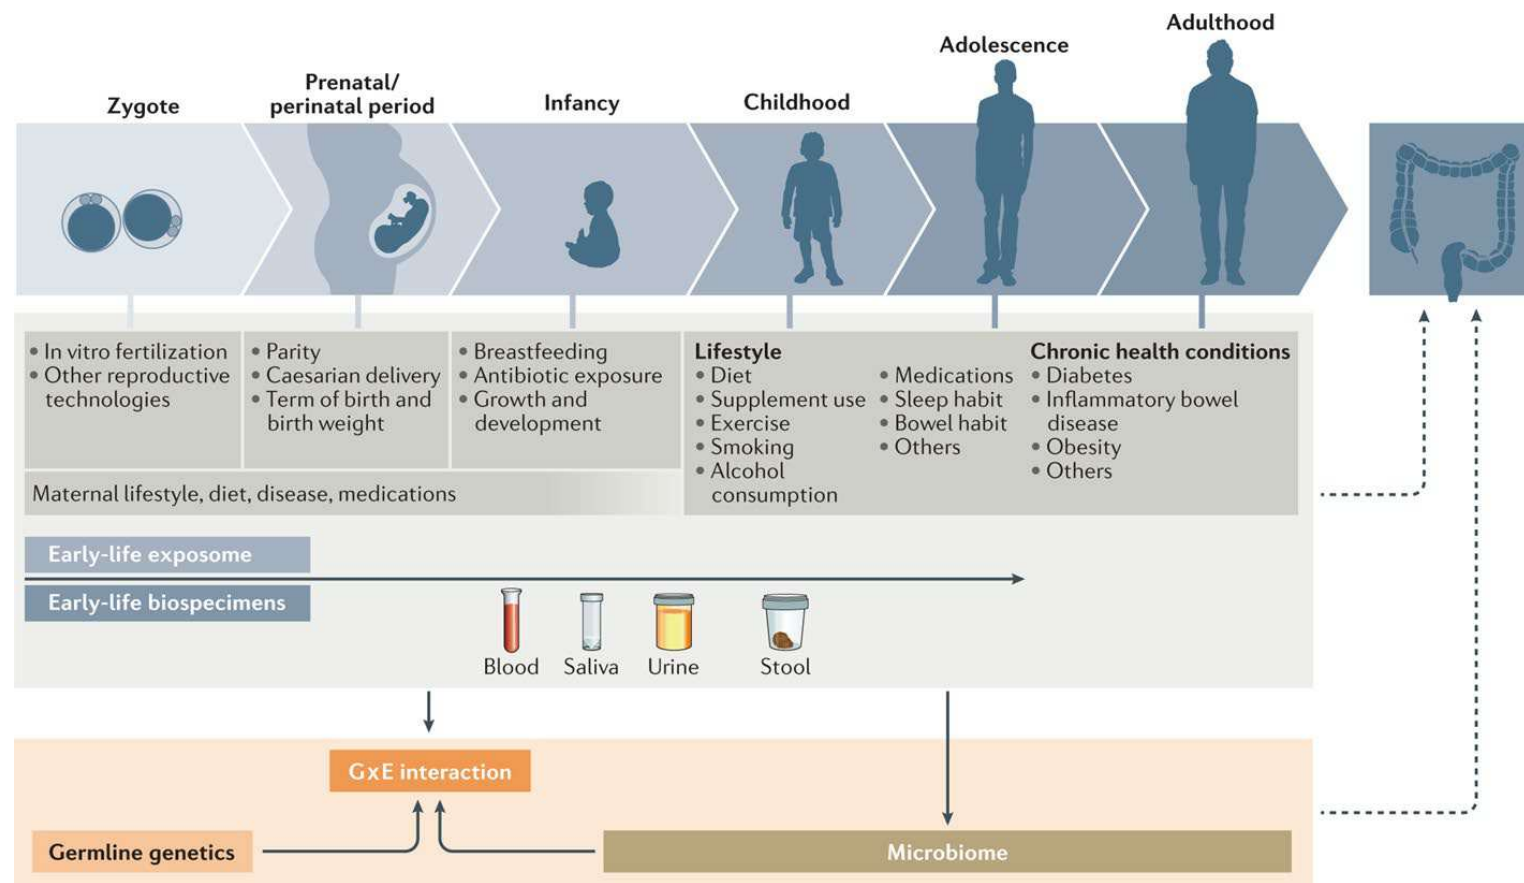 Zygote
Prenatal/
perinatal period
Infancy
Childhood
Adolescence
Adulthood
• In vitro fertilization
• Other reproductive
technologies
• Parity
• Caesarian delivery
• Term of birth and
birth weight
• Breastfeeding
• Antibiotic exposure
• Growth and
development
Maternal lifestyle, diet, disease, medications
Lifestyle
• Diet
• Supplement use
• Exercise
• Smoking
• Alcohol
consumption
• Medications
• Sleep habit
• Bowel habit
• Others
Chronic health conditions
• Diabetes
• Inflammatory bowel
disease
• Obesity
• Others
Early-life exposome
Early-life biospecimens
Blood
Saliva
Urine
Stool
GxE interaction
Germline genetics
Microbiome